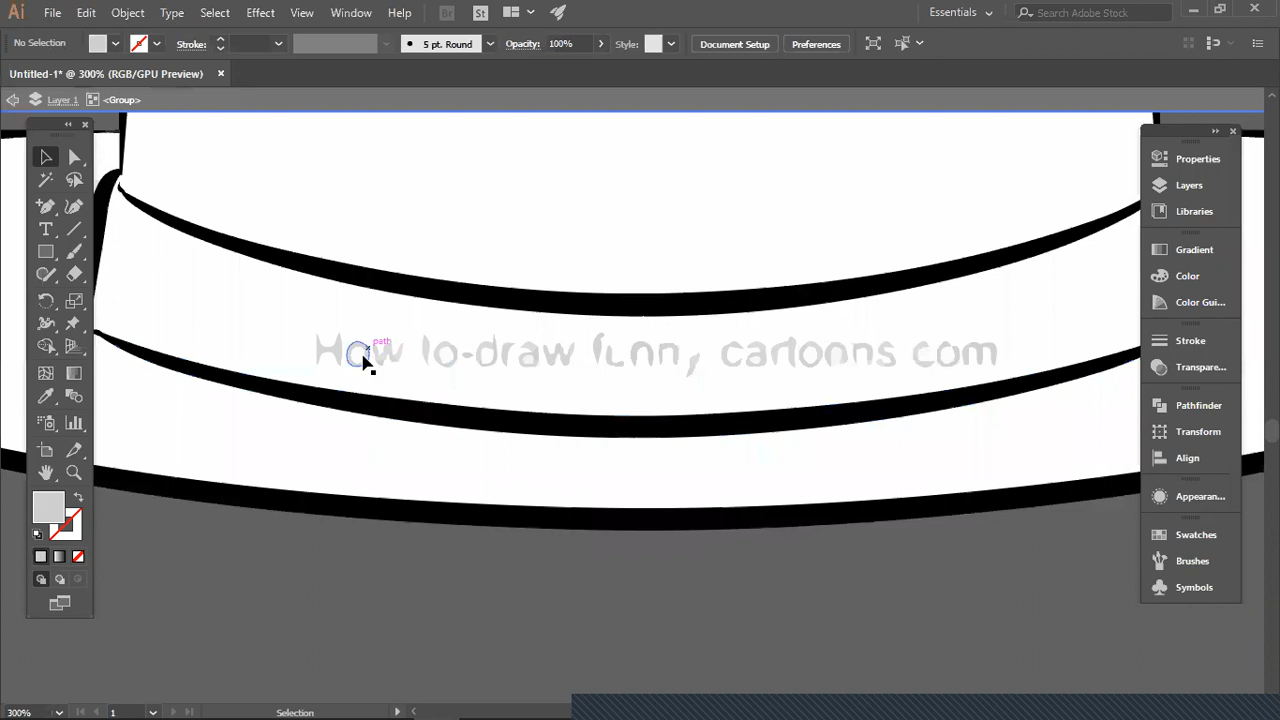 Ai File Edit Object Type Select Effect View Window Help Br St Essentials Search Adobe Stock
No Selection Stroke: 5 pt. Round Opacity: 100% Style: Document Setup Preferences
Untitled-1* @ 300% (RGB/GPU Preview)
Layer 1 <Group>
Properties
Layers
Libraries
Gradient
Color
Color Gui...
Stroke
Transpare...
Pathfinder
Transform
Align
Appearan...
Swatches
Brushes
Symbols
path
How lo-draw funn, cartoons com
300% 1 Selection